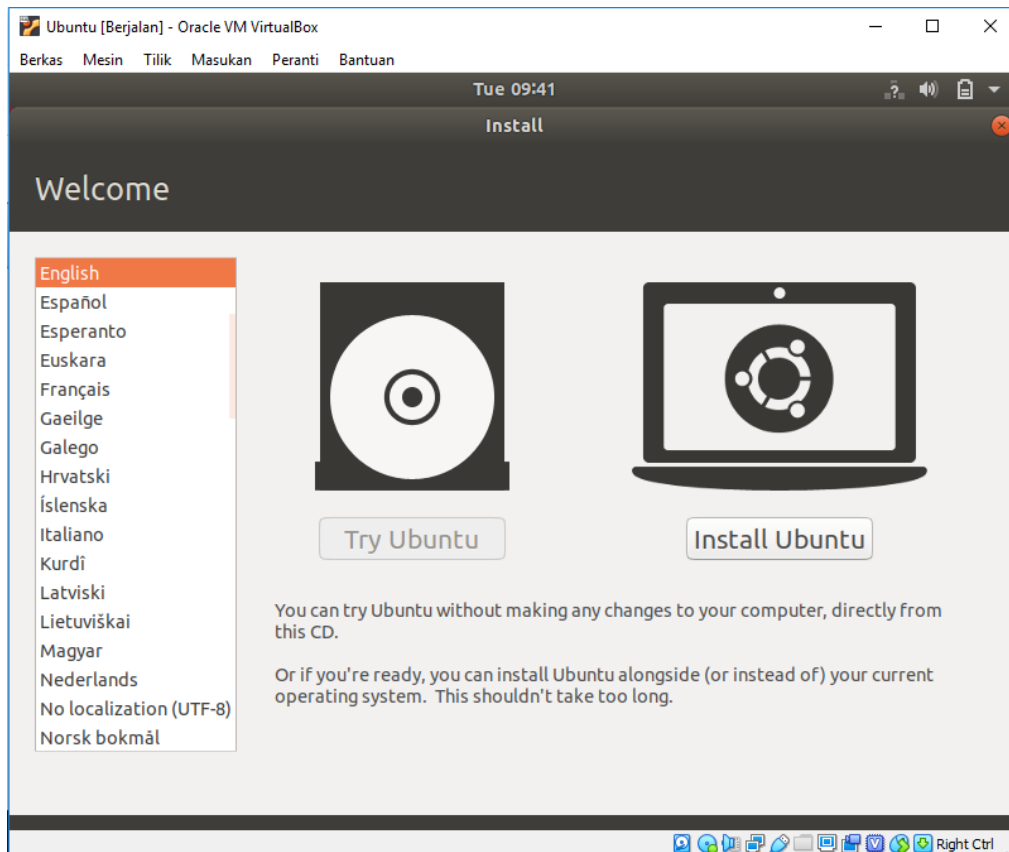 Ubuntu [Berjalan] - Oracle VM VirtualBox
Berkas Mesin Tilik Masukan Peranti Bantuan
Tue 09:41
?
Install
Welcome
English
Español
Esperanto
Euskara
Français
Gaeilge
Galego
Hrvatski
Íslenska
Italiano
Kurdî
Latviski
Lietuviškai
Magyar
Nederlands
No localization (UTF-8)
Norsk bokmål
Try Ubuntu
Install Ubuntu
You can try Ubuntu without making any changes to your computer, directly from
this CD.
Or if you're ready, you can install Ubuntu alongside (or instead of) your current
operating system. This shouldn't take too long.
Right Ctrl